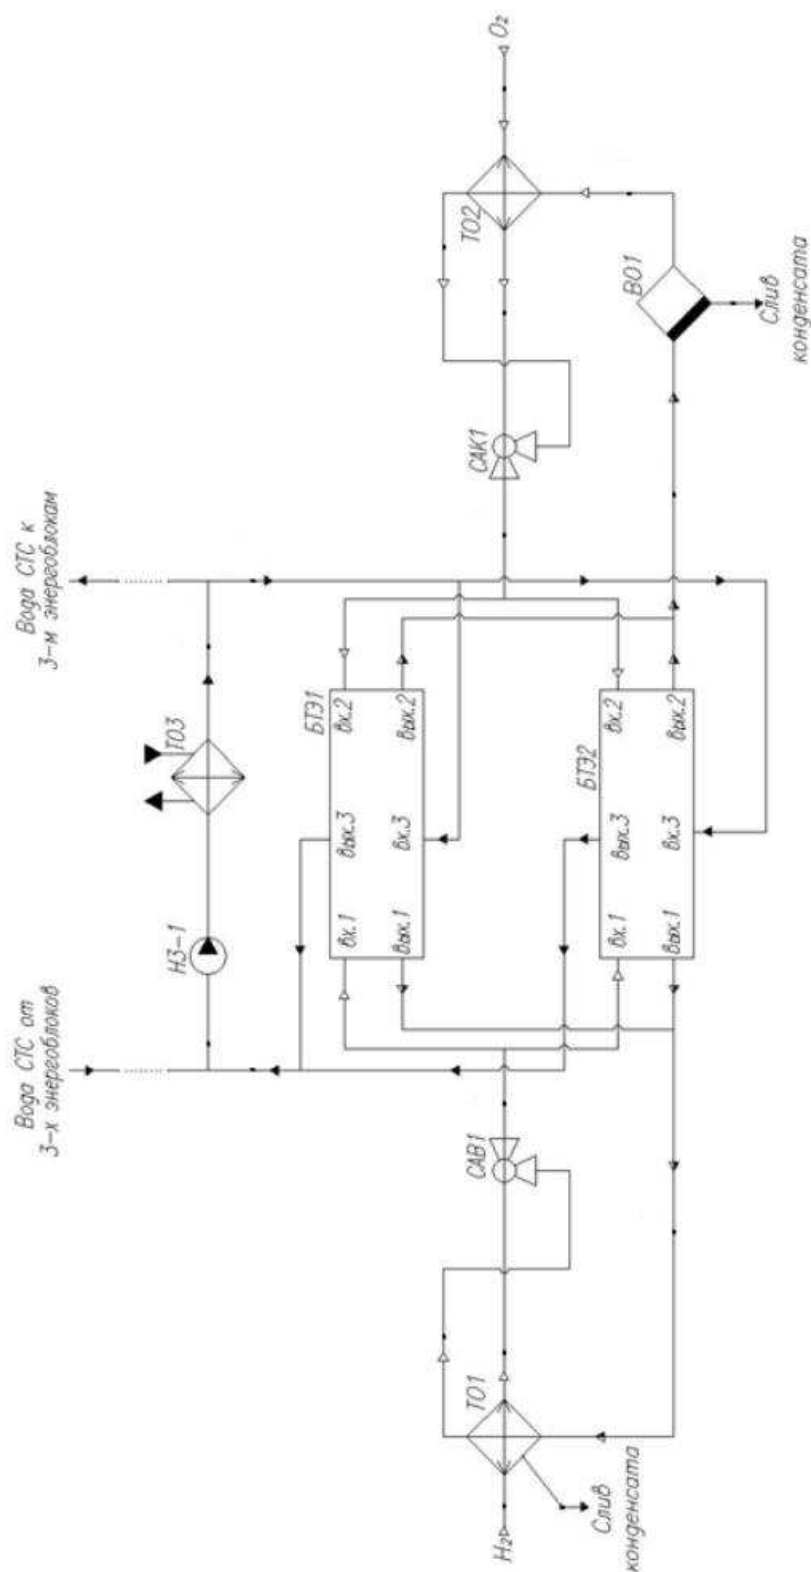 Вода СТС от
3-х энергоблоков
Вода СТС к
3-м энергоблокам
НЗ-1
ТО3
БТЭ1
вх.1
вых.3
вх.2
вых.1
вх.3
вых.2
H₂
ТО1
САВ1
САК1
ТО2
O₂
БТЭ2
вх.1
вых.3
вх.2
вых.1
вх.3
вых.2
ВО1
Слив
конденсата
Слив
конденсата